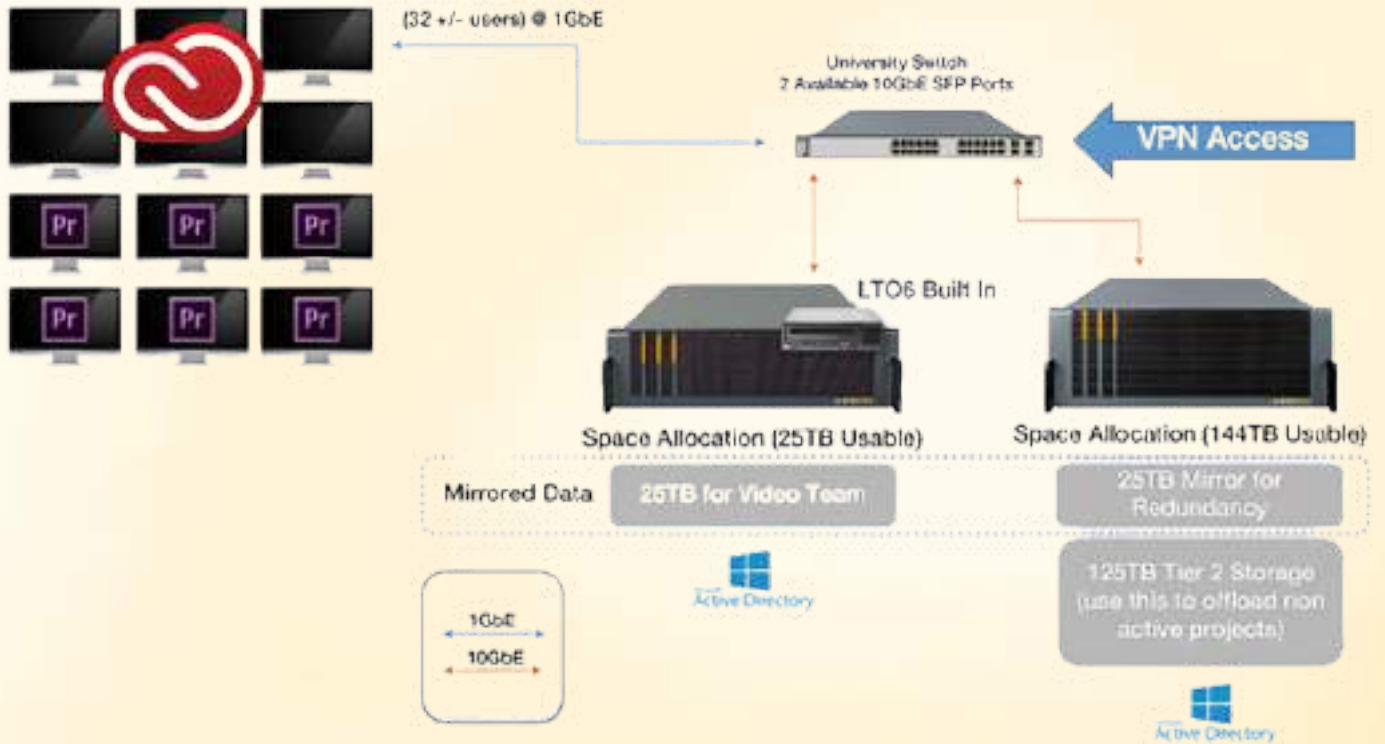 (32 +/- users) @ 1GbE
University Switch
2 Available 10GbE SFP Ports
VPN Access
Pr
Pr
Pr
Pr
Pr
Pr
LTO6 Built In
Space Allocation (25TB Usable)
Space Allocation (144TB Usable)
Mirrored Data
25TB for Video Team
25TB Mirror for
Redundancy
Active Directory
125TB Tier 2 Storage
(use this to offload non
active projects)
1GbE
10GbE
Active Directory